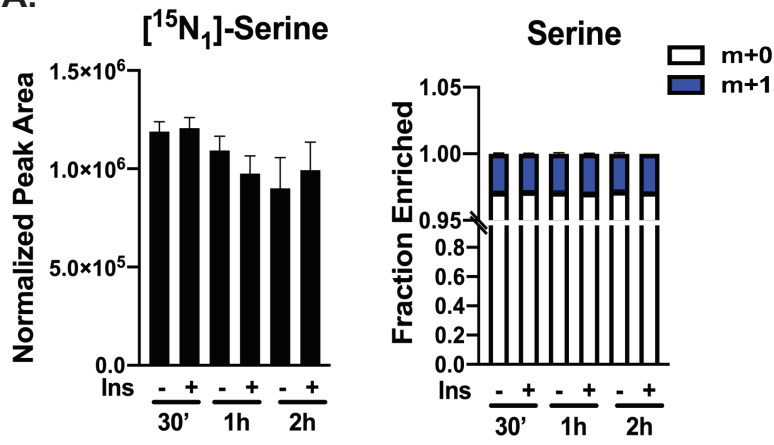 A.
[¹⁵N₁]-Serine
Normalized Peak Area
1.5×10⁶
1.0×10⁶
5.0×10⁵
0.0
Ins - + - + - +
30’ 1h 2h
Serine
Fraction Enriched
1.05
1.00
0.95
0.8
0.6
0.4
0.2
0.0
Ins - + - + - +
30’ 1h 2h
m+0
m+1